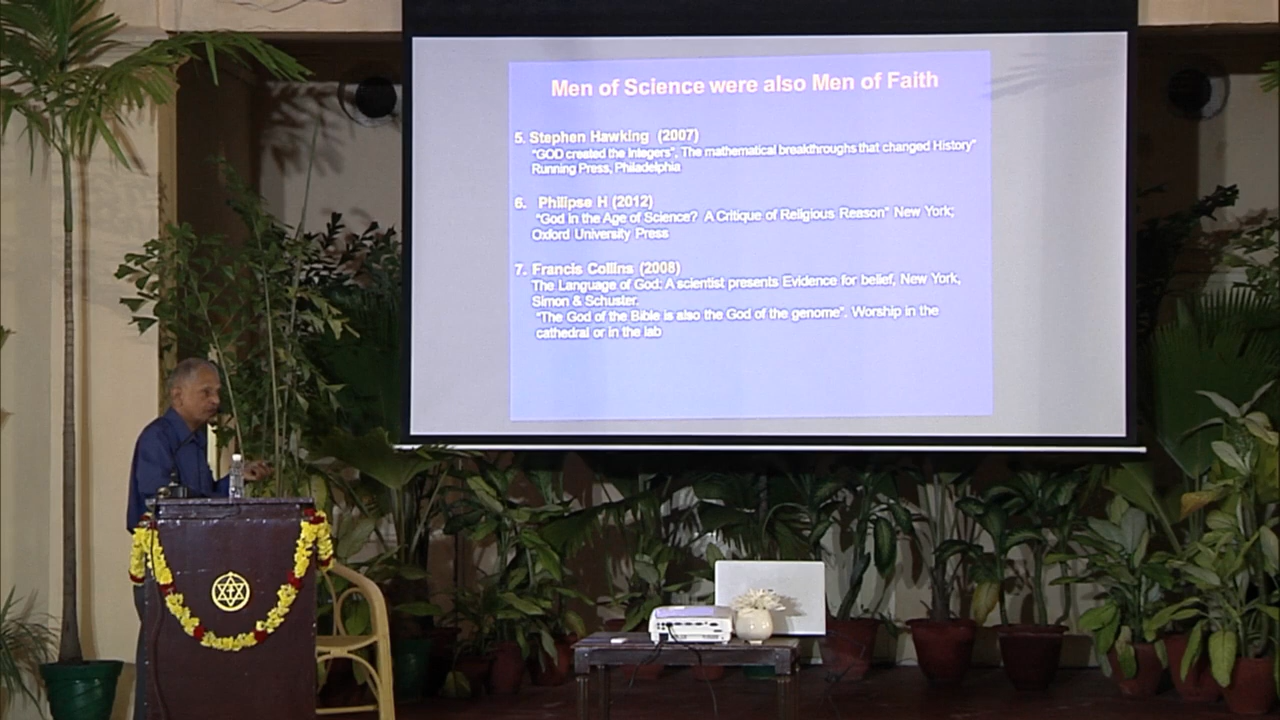 Men of Science were also Men of Faith
5. Stephen Hawking (2007)
"GOD created the Integers", The mathematical breakthroughs that changed History"
Running Press, Philadelphia
6. Philipse H (2012)
"God in the Age of Science? A Critique of Religious Reason" New York;
Oxford University Press
7. Francis Collins (2008)
The Language of God: A scientist presents Evidence for belief, New York,
Simon & Schuster.
"The God of the Bible is also the God of the genome". Worship in the
cathedral or in the lab